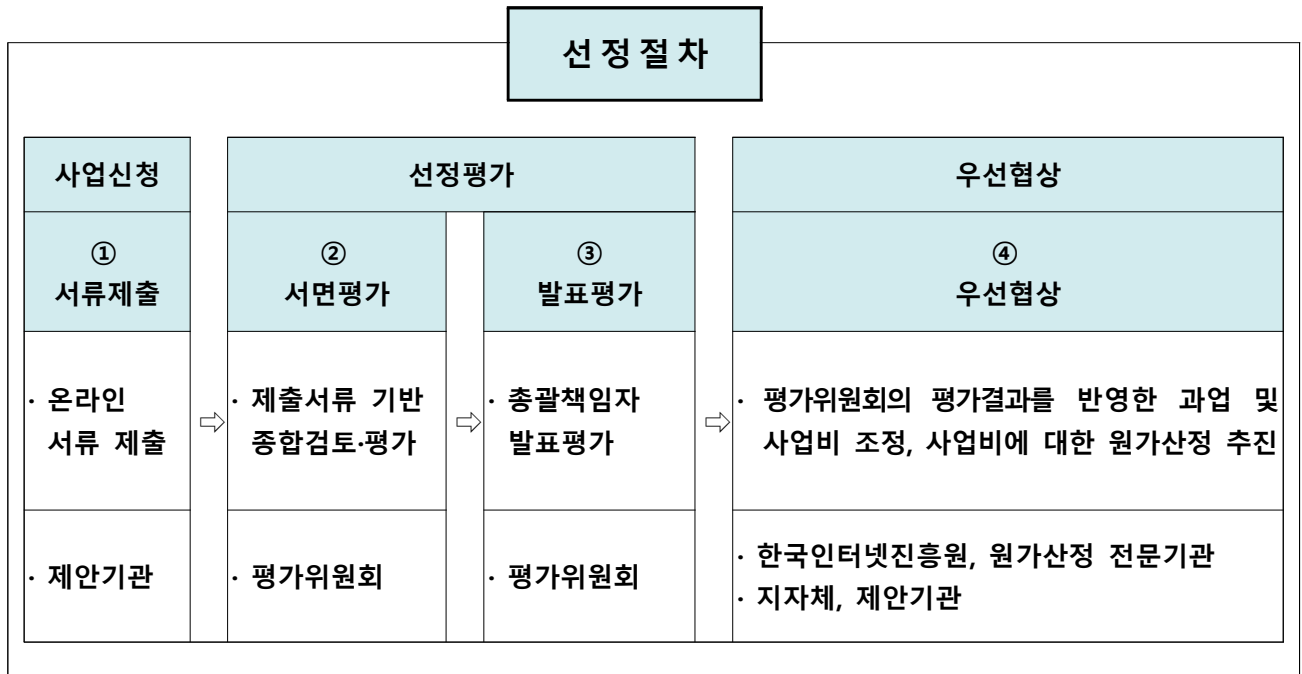 선정절차
사업신청
선정평가
우선협상
①
서류제출
②
서면평가
③
발표평가
④
우선협상
· 온라인
서류 제출
⇨
· 제출서류 기반
종합검토·평가
⇨
· 총괄책임자
발표평가
⇨
· 평가위원회의 평가결과를 반영한 과업 및
사업비 조정, 사업비에 대한 원가산정 추진
· 제안기관
· 평가위원회
· 평가위원회
· 한국인터넷진흥원, 원가산정 전문기관
· 지자체, 제안기관